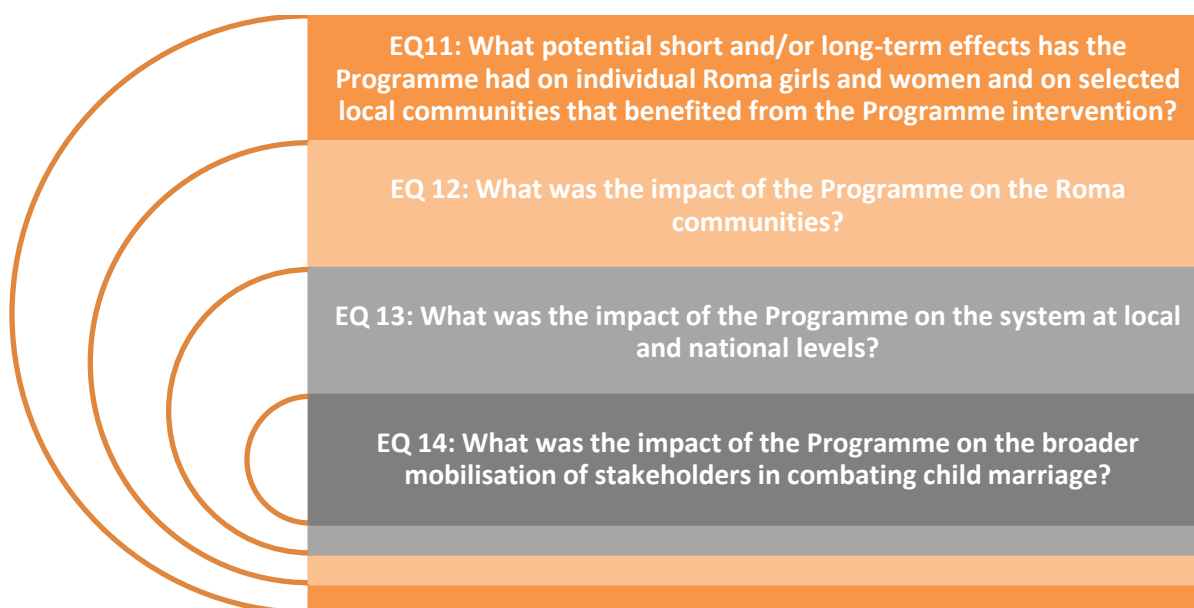 EQ11: What potential short and/or long-term effects has the
Programme had on individual Roma girls and women and on selected
local communities that benefited from the Programme intervention?
EQ 12: What was the impact of the Programme on the Roma
communities?
EQ 13: What was the impact of the Programme on the system at local
and national levels?
EQ 14: What was the impact of the Programme on the broader
mobilisation of stakeholders in combating child marriage?